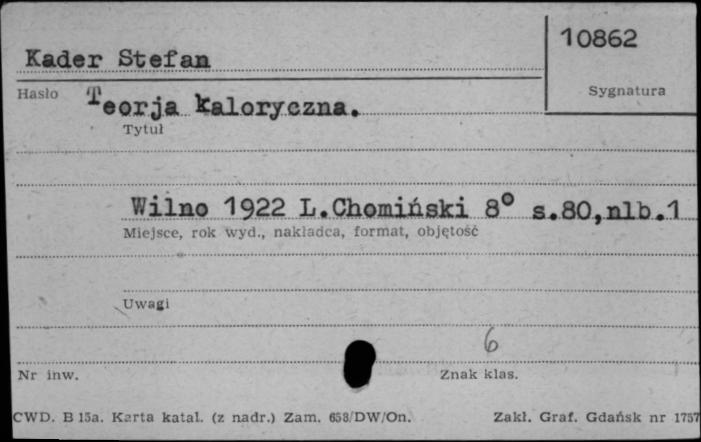 10862
Kader Stefan
Hasło
Sygnatura
Teorja kaloryczna.
Tytuł
Wilno 1922 L.Chomiński 8° s.80,nlb.1
Miejsce, rok wyd., nakładca, format, objętość
Uwagi
6
Nr inw.
Znak klas.
CWD. B 15a. Karta katal. (z nadr.) Zam. 658/DW/On. Zakł. Graf. Gdańsk nr 1757